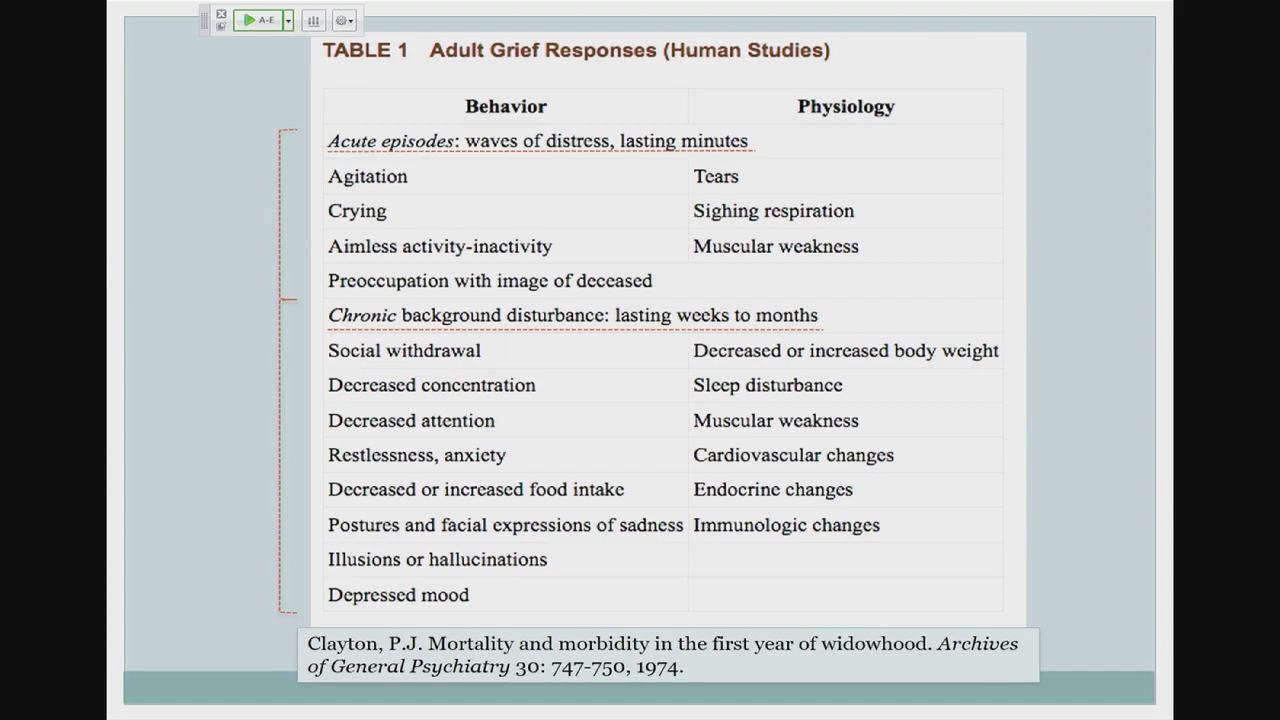 A-E
TABLE 1 Adult Grief Responses (Human Studies)
Behavior Physiology
Acute episodes: waves of distress, lasting minutes
Agitation Tears
Crying Sighing respiration
Aimless activity-inactivity Muscular weakness
Preoccupation with image of deceased
Chronic background disturbance: lasting weeks to months
Social withdrawal Decreased or increased body weight
Decreased concentration Sleep disturbance
Decreased attention Muscular weakness
Restlessness, anxiety Cardiovascular changes
Decreased or increased food intake Endocrine changes
Postures and facial expressions of sadness Immunologic changes
Illusions or hallucinations
Depressed mood
Clayton, P.J. Mortality and morbidity in the first year of widowhood. Archives
of General Psychiatry 30: 747-750, 1974.